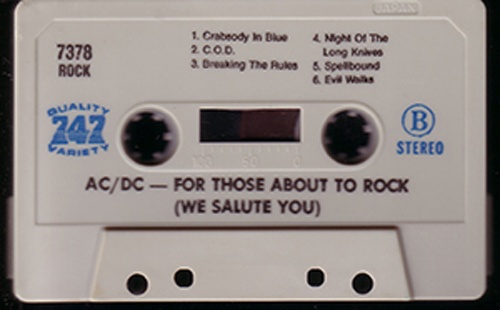 JAPAN
7378
ROCK
1. Crabsody In Blue
2. C.O.D.
3. Breaking The Rules
4. Night Of The
Long Knives
5. Spellbound
6. Evil Walks
QUALITY
747
VARIETY
100 50 0
B
STEREO
AC/DC — FOR THOSE ABOUT TO ROCK
(WE SALUTE YOU)